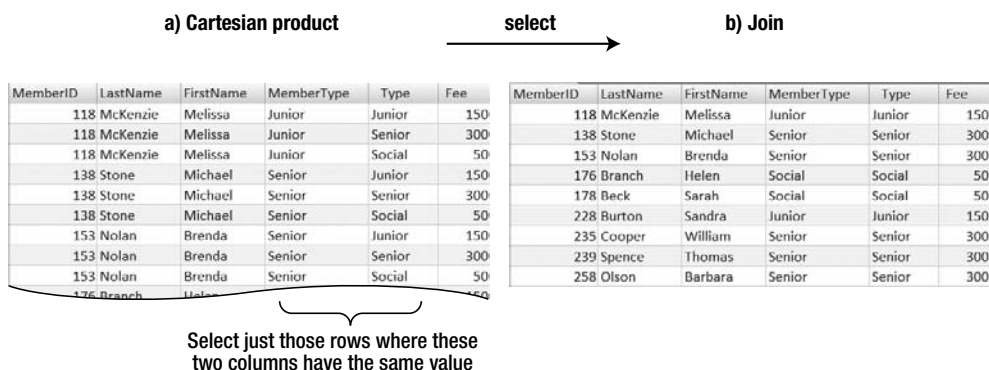 a) Cartesian product select b) Join
MemberID LastName FirstName MemberType Type Fee
118 McKenzie Melissa Junior Junior 150
118 McKenzie Melissa Junior Senior 300
118 McKenzie Melissa Junior Social 50
138 Stone Michael Senior Junior 150
138 Stone Michael Senior Senior 300
138 Stone Michael Senior Social 50
153 Nolan Brenda Senior Junior 150
153 Nolan Brenda Senior Senior 300
153 Nolan Brenda Senior Social 50
176 Branch Helen 150
MemberID LastName FirstName MemberType Type Fee
118 McKenzie Melissa Junior Junior 150
138 Stone Michael Senior Senior 300
153 Nolan Brenda Senior Senior 300
176 Branch Helen Social Social 50
178 Beck Sarah Social Social 50
228 Burton Sandra Junior Junior 150
235 Cooper William Senior Senior 300
239 Spence Thomas Senior Senior 300
258 Olson Barbara Senior Senior 300
Select just those rows where these
two columns have the same value